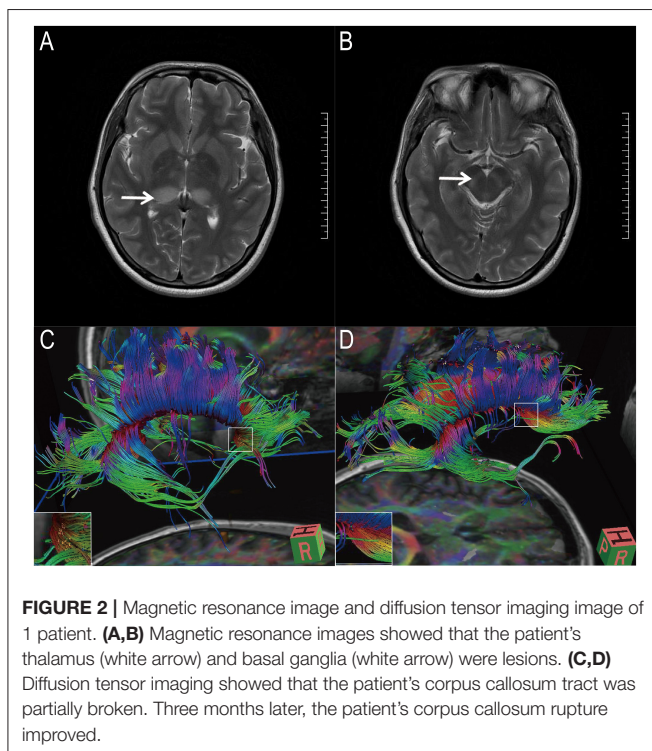 A
B
C
D
H
R
H
P
R
FIGURE 2 | Magnetic resonance image and diffusion tensor imaging image of
1 patient. (A,B) Magnetic resonance images showed that the patient's
thalamus (white arrow) and basal ganglia (white arrow) were lesions. (C,D)
Diffusion tensor imaging showed that the patient's corpus callosum tract was
partially broken. Three months later, the patient's corpus callosum rupture
improved.